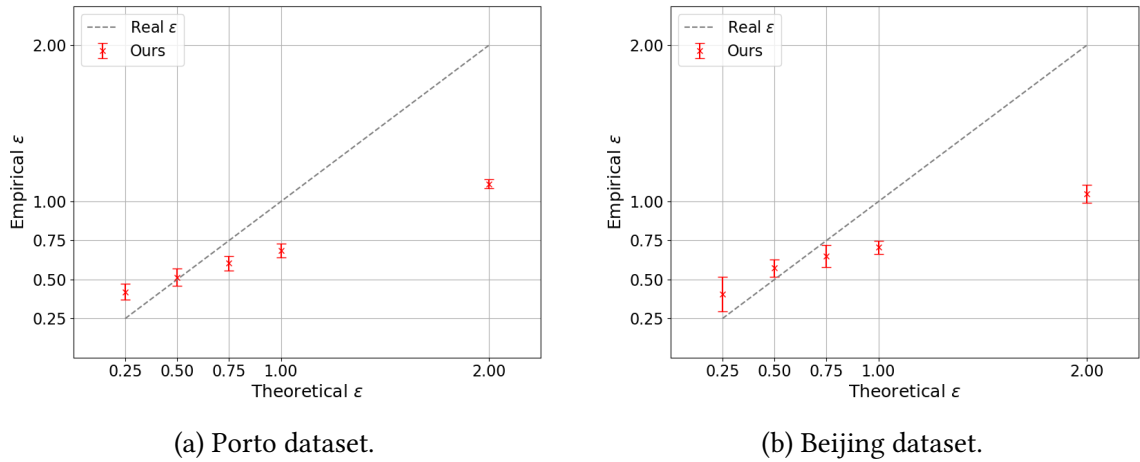 Real ε
Ours
2.00
1.00
0.75
0.50
0.25
Empirical ε
0.25 0.50 0.75 1.00 2.00
Theoretical ε
(a) Porto dataset.
Real ε
Ours
2.00
1.00
0.75
0.50
0.25
Empirical ε
0.25 0.50 0.75 1.00 2.00
Theoretical ε
(b) Beijing dataset.